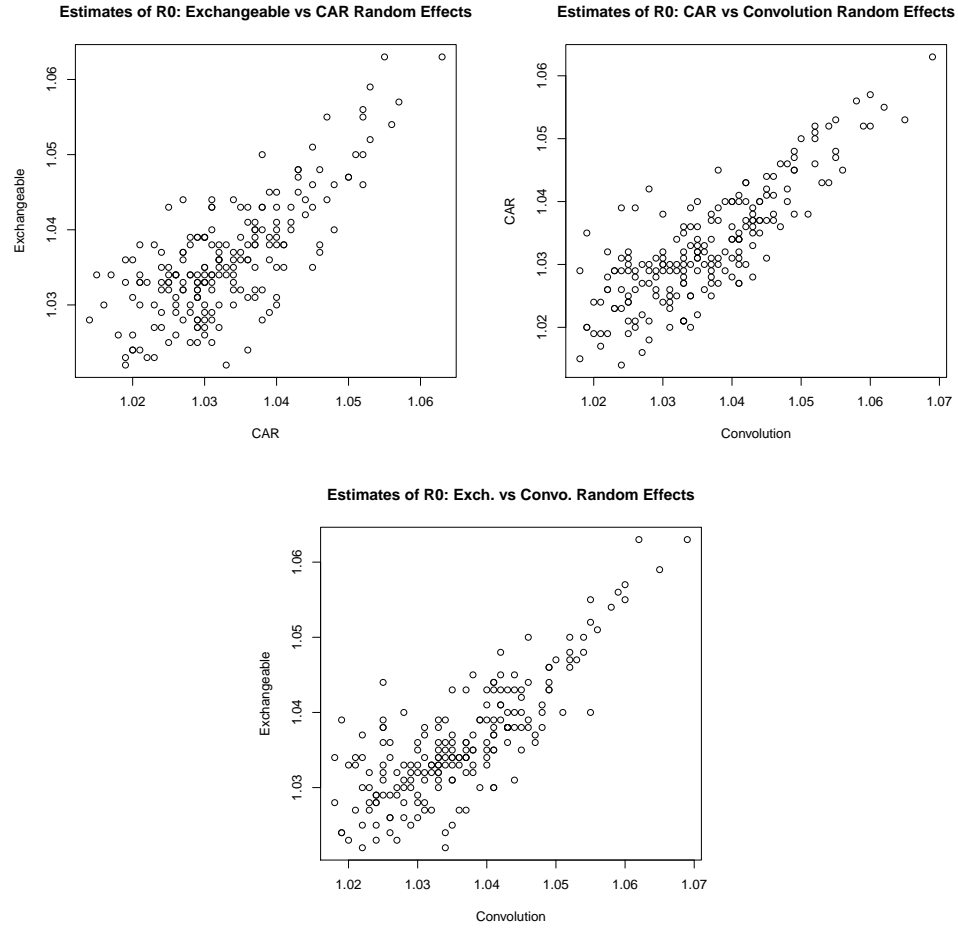 Estimates of R0: Exchangeable vs CAR Random Effects
Exchangeable
1.03 1.04 1.05 1.06
1.02 1.03 1.04 1.05 1.06
CAR
Estimates of R0: CAR vs Convolution Random Effects
CAR
1.02 1.03 1.04 1.05 1.06
1.02 1.03 1.04 1.05 1.06 1.07
Convolution
Estimates of R0: Exch. vs Convo. Random Effects
Exchangeable
1.03 1.04 1.05 1.06
1.02 1.03 1.04 1.05 1.06 1.07
Convolution